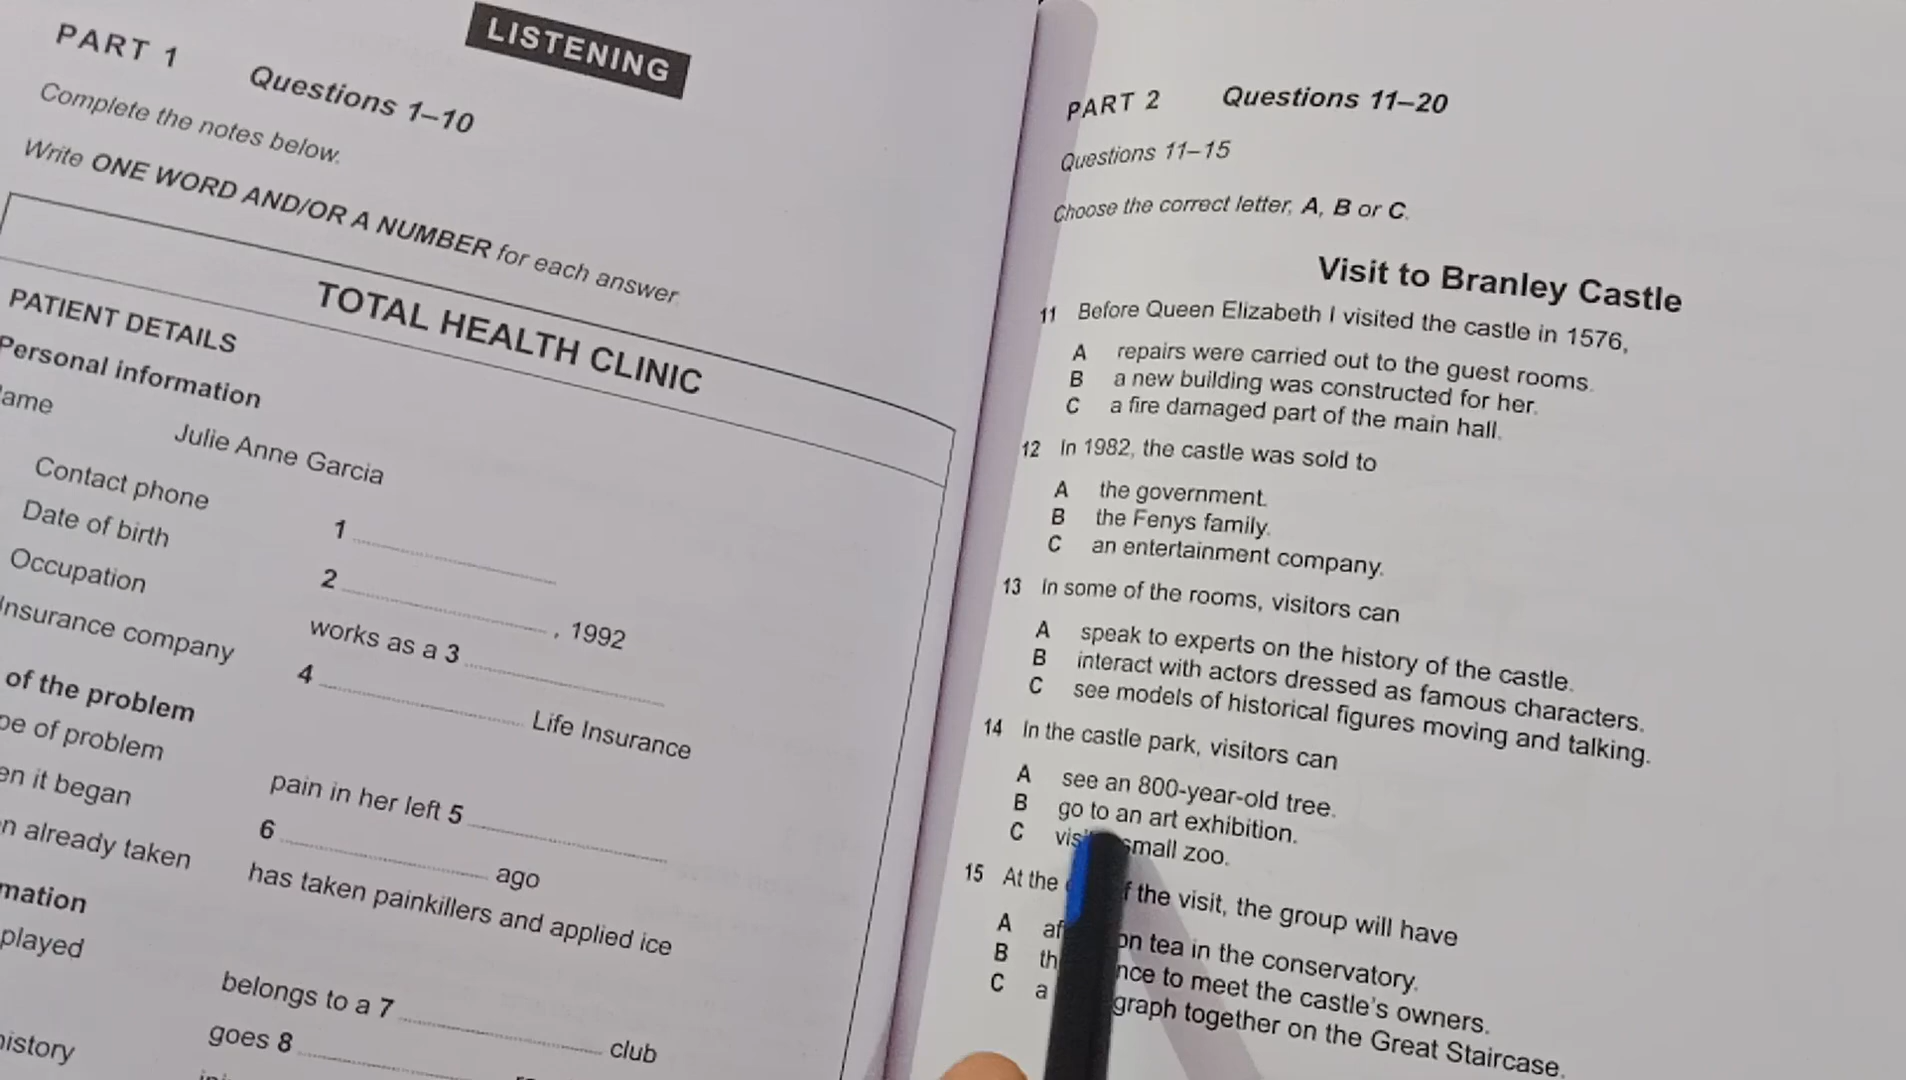 LISTENING
PART 1 Questions 1–10
Complete the notes below.
Write ONE WORD AND/OR A NUMBER for each answer.
TOTAL HEALTH CLINIC
PATIENT DETAILS
Personal information
Julie Anne Garcia
Contact phone 1
Date of birth 2 , 1992
Occupation works as a 3
Insurance company 4 Life Insurance
of the problem
of problem pain in her left 5
it began 6 ago
already taken has taken painkillers and applied ice
played belongs to a 7 club
goes 8
PART 2 Questions 11–20
Questions 11–15
Choose the correct letter, A, B or C.
Visit to Branley Castle
11 Before Queen Elizabeth I visited the castle in 1576,
A repairs were carried out to the guest rooms.
B a new building was constructed for her.
C a fire damaged part of the main hall.
12 In 1982, the castle was sold to
A the government.
B the Fenys family.
C an entertainment company.
13 In some of the rooms, visitors can
A speak to experts on the history of the castle.
B interact with actors dressed as famous characters.
C see models of historical figures moving and talking.
14 In the castle park, visitors can
A see an 800-year-old tree.
B go to an art exhibition.
C small zoo.
15 At the the visit, the group will have
A tea in the conservatory.
B to meet the castle's owners.
C a together on the Great Staircase.